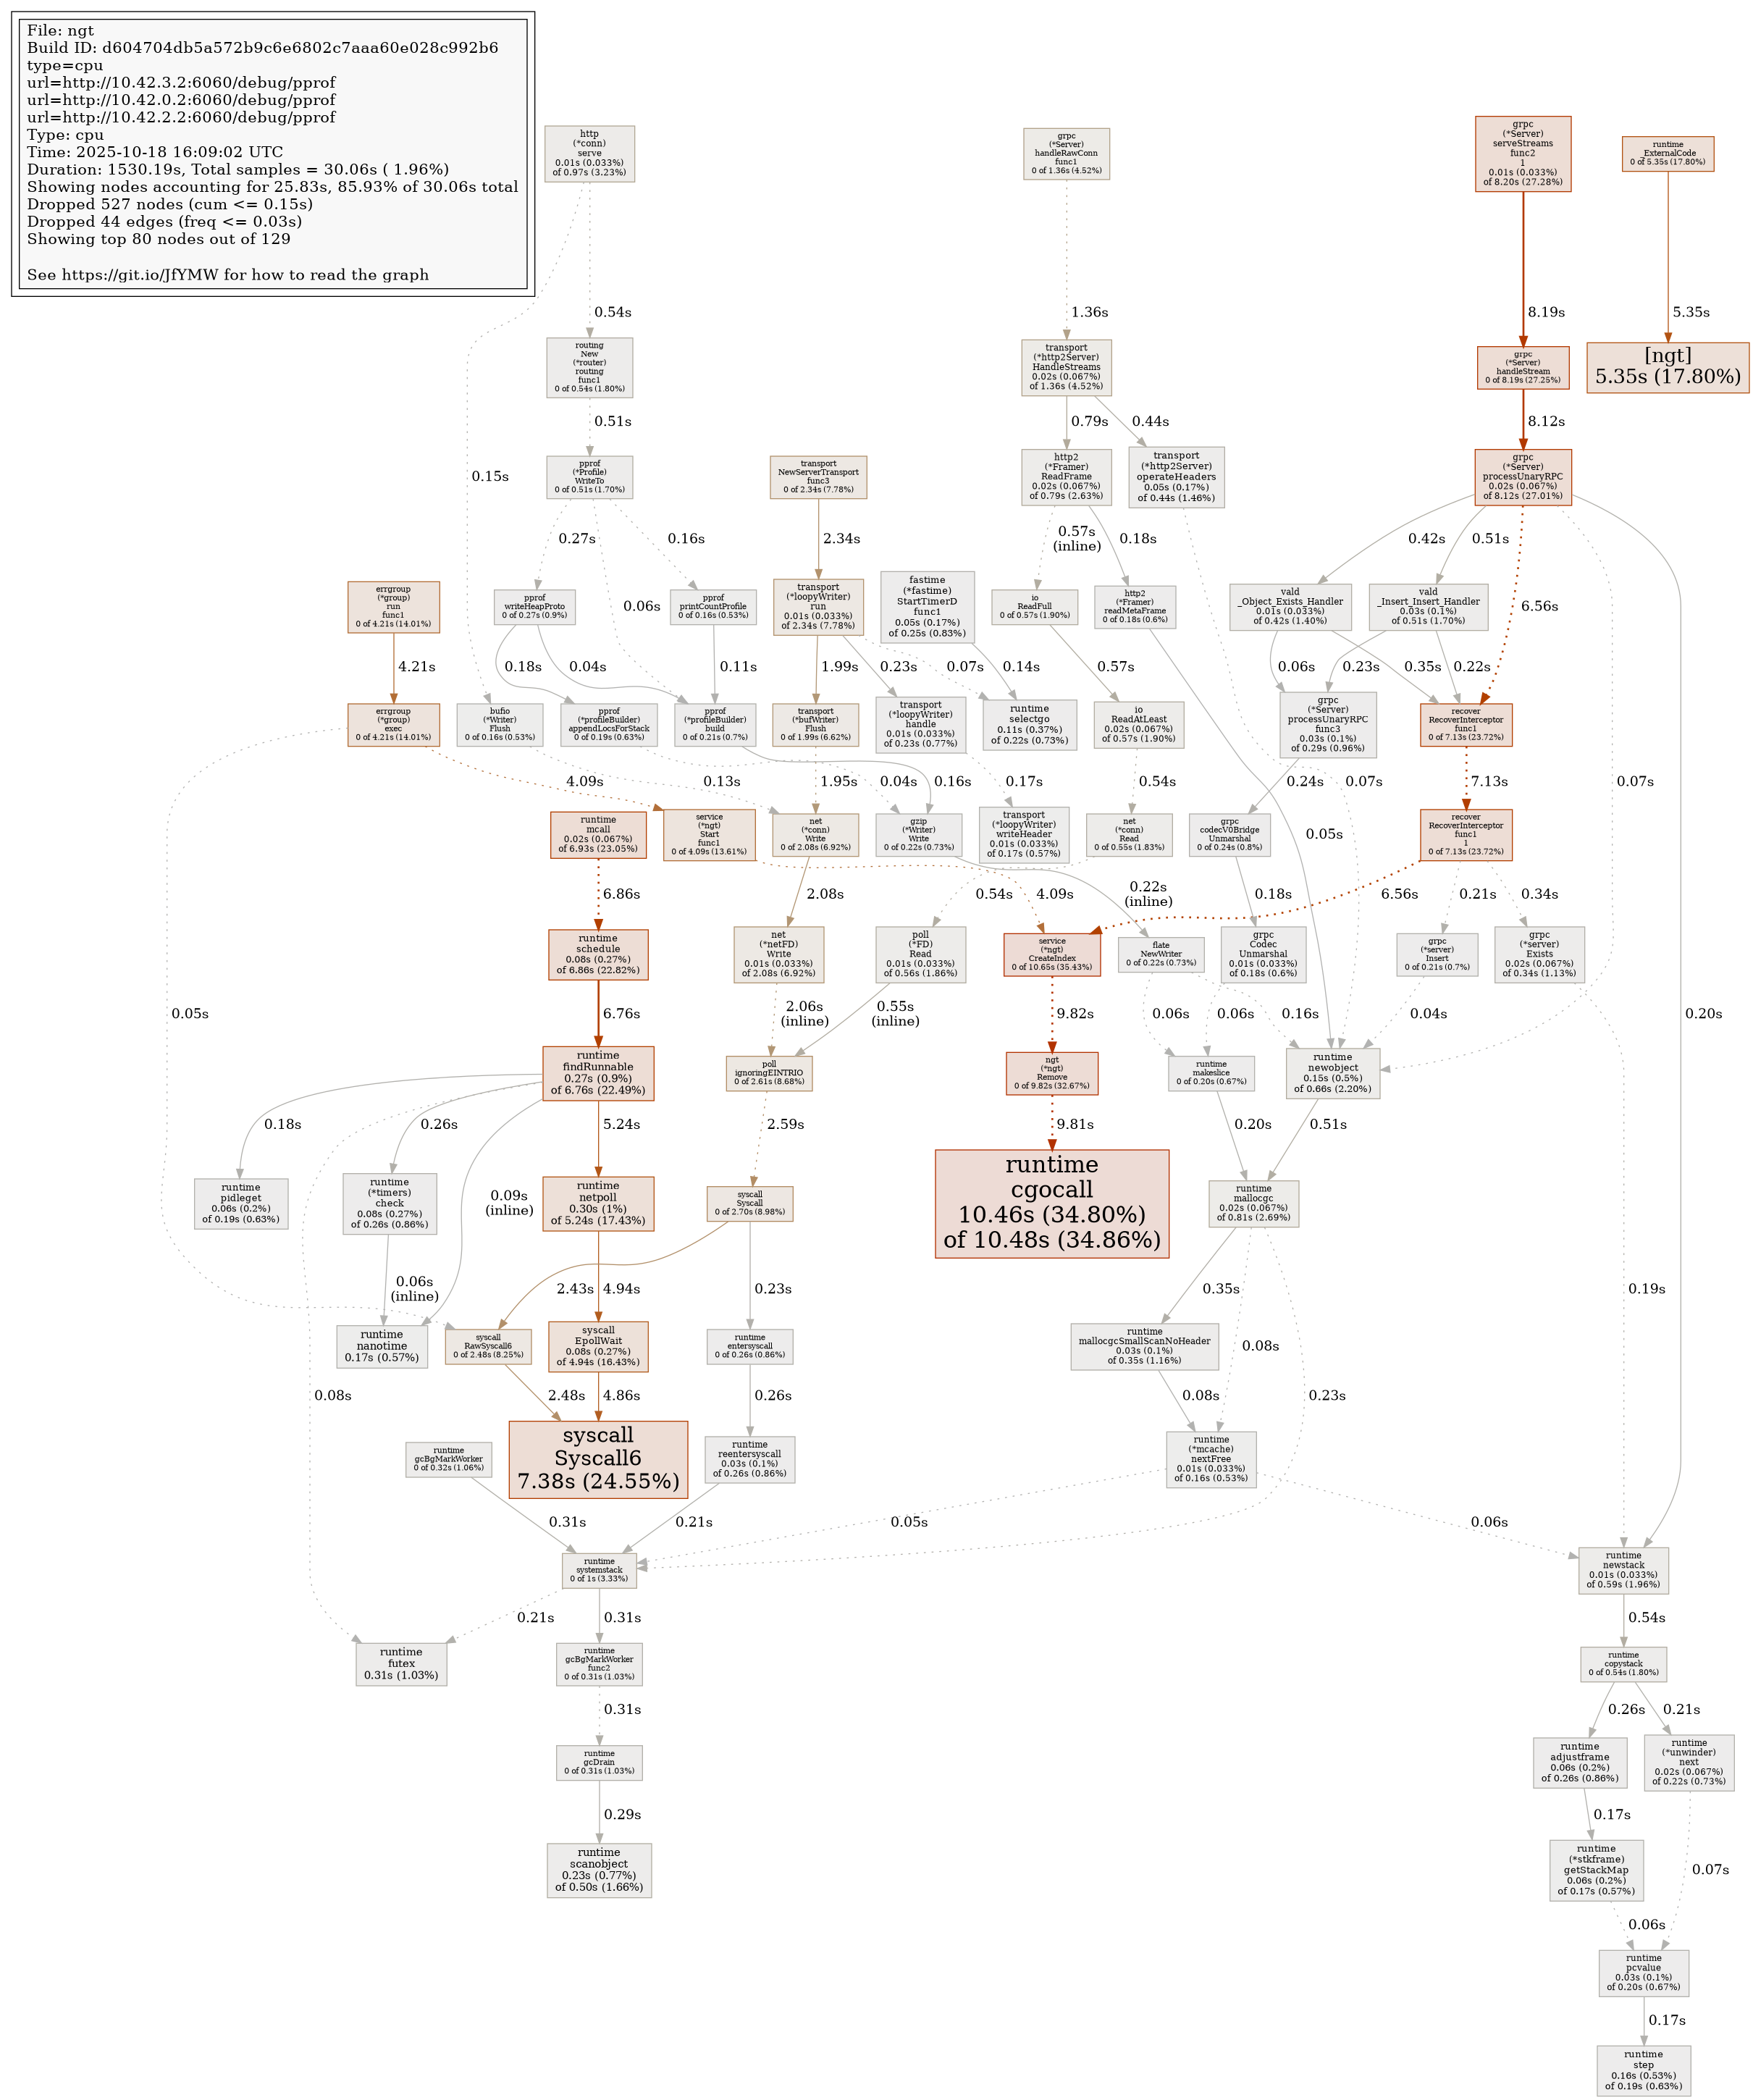 File: ngt
Build ID: d604704db5a572b9c6e6802c7aaa60e028c992b6
type=cpu
url=http://10.42.3.2:6060/debug/pprof
url=http://10.42.0.2:6060/debug/pprof
url=http://10.42.2.2:6060/debug/pprof
Type: cpu
Time: 2025-10-18 16:09:02 UTC
Duration: 1530.19s, Total samples = 30.06s ( 1.96%)
Showing nodes accounting for 25.83s, 85.93% of 30.06s total
Dropped 527 nodes (cum <= 0.15s)
Dropped 44 edges (freq <= 0.03s)
Showing top 80 nodes out of 129
See https://git.io/JfYMW for how to read the graph
http
(*conn)
serve
0.01s (0.033%)
of 0.97s (3.23%)
grpc
(*Server)
handleRawConn
func1
0 of 1.36s (4.52%)
grpc
(*Server)
serveStreams
func2
1
0.01s (0.033%)
of 8.20s (27.28%)
runtime
_ExternalCode
0 of 5.35s (17.80%)
0.54s
1.36s
8.19s
5.35s
routing
New
(*router)
routing
func1
0 of 0.54s (1.80%)
transport
(*http2Server)
HandleStreams
0.02s (0.067%)
of 1.36s (4.52%)
grpc
(*Server)
handleStream
0 of 8.19s (27.25%)
[ngt]
5.35s (17.80%)
0.51s
0.79s
0.44s
8.12s
0.15s
pprof
(*Profile)
WriteTo
0 of 0.51s (1.70%)
transport
NewServerTransport
func3
0 of 2.34s (7.78%)
http2
(*Framer)
ReadFrame
0.02s (0.067%)
of 0.79s (2.63%)
transport
(*http2Server)
operateHeaders
0.05s (0.17%)
of 0.44s (1.46%)
grpc
(*Server)
processUnaryRPC
0.02s (0.067%)
of 8.12s (27.01%)
0.27s
0.16s
2.34s
0.57s
(inline)
0.18s
0.42s
0.51s
errgroup
(*group)
run
func1
0 of 4.21s (14.01%)
pprof
writeHeapProto
0 of 0.27s (0.9%)
0.06s
pprof
printCountProfile
0 of 0.16s (0.53%)
transport
(*loopyWriter)
run
0.01s (0.033%)
of 2.34s (7.78%)
fastime
(*fastime)
StartTimerD
func1
0.05s (0.17%)
of 0.25s (0.83%)
io
ReadFull
0 of 0.57s (1.90%)
http2
(*Framer)
readMetaFrame
0 of 0.18s (0.6%)
vald
_Object_Exists_Handler
0.01s (0.033%)
of 0.42s (1.40%)
vald
_Insert_Insert_Handler
0.03s (0.1%)
of 0.51s (1.70%)
6.56s
4.21s
0.18s
0.04s
0.11s
1.99s
0.23s
0.07s
0.14s
0.57s
0.06s
0.23s
0.35s
0.22s
errgroup
(*group)
exec
0 of 4.21s (14.01%)
bufio
(*Writer)
Flush
0 of 0.16s (0.53%)
pprof
(*profileBuilder)
appendLocsForStack
0 of 0.19s (0.63%)
pprof
(*profileBuilder)
build
0 of 0.21s (0.7%)
transport
(*bufWriter)
Flush
0 of 1.99s (6.62%)
transport
(*loopyWriter)
handle
0.01s (0.033%)
of 0.23s (0.77%)
runtime
selectgo
0.11s (0.37%)
of 0.22s (0.73%)
io
ReadAtLeast
0.02s (0.067%)
of 0.57s (1.90%)
grpc
(*Server)
processUnaryRPC
func3
0.03s (0.1%)
of 0.29s (0.96%)
recover
RecoverInterceptor
func1
0 of 7.13s (23.72%)
4.09s
0.13s
0.16s
1.95s
0.04s
0.17s
0.54s
0.24s
0.07s
7.13s
0.07s
runtime
mcall
0.02s (0.067%)
of 6.93s (23.05%)
service
(*ngt)
Start
func1
0 of 4.09s (13.61%)
net
(*conn)
Write
0 of 2.08s (6.92%)
gzip
(*Writer)
Write
0 of 0.22s (0.73%)
transport
(*loopyWriter)
writeHeader
0.01s (0.033%)
of 0.17s (0.57%)
net
(*conn)
Read
0 of 0.55s (1.83%)
grpc
codecV0Bridge
Unmarshal
0 of 0.24s (0.8%)
0.05s
recover
RecoverInterceptor
func1
1
0 of 7.13s (23.72%)
6.86s
2.08s
0.54s
4.09s
0.22s
(inline)
0.18s
6.56s
0.21s
0.34s
runtime
schedule
0.08s (0.27%)
of 6.86s (22.82%)
net
(*netFD)
Write
0.01s (0.033%)
of 2.08s (6.92%)
poll
(*FD)
Read
0.01s (0.033%)
of 0.56s (1.86%)
service
(*ngt)
CreateIndex
0 of 10.65s (35.43%)
flate
NewWriter
0 of 0.22s (0.73%)
grpc
Codec
Unmarshal
0.01s (0.033%)
of 0.18s (0.6%)
grpc
(*server)
Insert
0 of 0.21s (0.7%)
grpc
(*server)
Exists
0.02s (0.067%)
of 0.34s (1.13%)
0.05s
6.76s
2.06s
(inline)
0.55s
(inline)
9.82s
0.06s
0.06s
0.16s
0.04s
0.20s
runtime
findRunnable
0.27s (0.9%)
of 6.76s (22.49%)
poll
ignoringEINTRIO
0 of 2.61s (8.68%)
ngt
(*ngt)
Remove
0 of 9.82s (32.67%)
runtime
makeslice
0 of 0.20s (0.67%)
runtime
newobject
0.15s (0.5%)
of 0.66s (2.20%)
0.18s
0.26s
5.24s
2.59s
9.81s
0.20s
0.51s
runtime
pidleget
0.06s (0.2%)
of 0.19s (0.63%)
runtime
(*timers)
check
0.08s (0.27%)
of 0.26s (0.86%)
0.09s
(inline)
runtime
netpoll
0.30s (1%)
of 5.24s (17.43%)
syscall
Syscall
0 of 2.70s (8.98%)
runtime
cgocall
10.46s (34.80%)
of 10.48s (34.86%)
runtime
mallocgc
0.02s (0.067%)
of 0.81s (2.69%)
0.06s
(inline)
2.43s
4.94s
0.23s
0.35s
0.19s
runtime
nanotime
0.17s (0.57%)
syscall
RawSyscall6
0 of 2.48s (8.25%)
syscall
EpollWait
0.08s (0.27%)
of 4.94s (16.43%)
runtime
entersyscall
0 of 0.26s (0.86%)
runtime
mallocgcSmallScanNoHeader
0.03s (0.1%)
of 0.35s (1.16%)
0.08s
0.08s
2.48s
4.86s
0.26s
0.08s
0.23s
runtime
gcBgMarkWorker
0 of 0.32s (1.06%)
syscall
Syscall6
7.38s (24.55%)
runtime
reentersyscall
0.03s (0.1%)
of 0.26s (0.86%)
runtime
(*mcache)
nextFree
0.01s (0.033%)
of 0.16s (0.53%)
0.31s
0.21s
0.05s
0.06s
runtime
systemstack
0 of 1s (3.33%)
runtime
newstack
0.01s (0.033%)
of 0.59s (1.96%)
0.21s
0.31s
0.54s
runtime
futex
0.31s (1.03%)
runtime
gcBgMarkWorker
func2
0 of 0.31s (1.03%)
runtime
copystack
0 of 0.54s (1.80%)
0.31s
0.26s
0.21s
runtime
gcDrain
0 of 0.31s (1.03%)
runtime
adjustframe
0.06s (0.2%)
of 0.26s (0.86%)
runtime
(*unwinder)
next
0.02s (0.067%)
of 0.22s (0.73%)
0.29s
0.17s
runtime
scanobject
0.23s (0.77%)
of 0.50s (1.66%)
runtime
(*stkframe)
getStackMap
0.06s (0.2%)
of 0.17s (0.57%)
0.07s
0.06s
runtime
pcvalue
0.03s (0.1%)
of 0.20s (0.67%)
0.17s
runtime
step
0.16s (0.53%)
of 0.19s (0.63%)